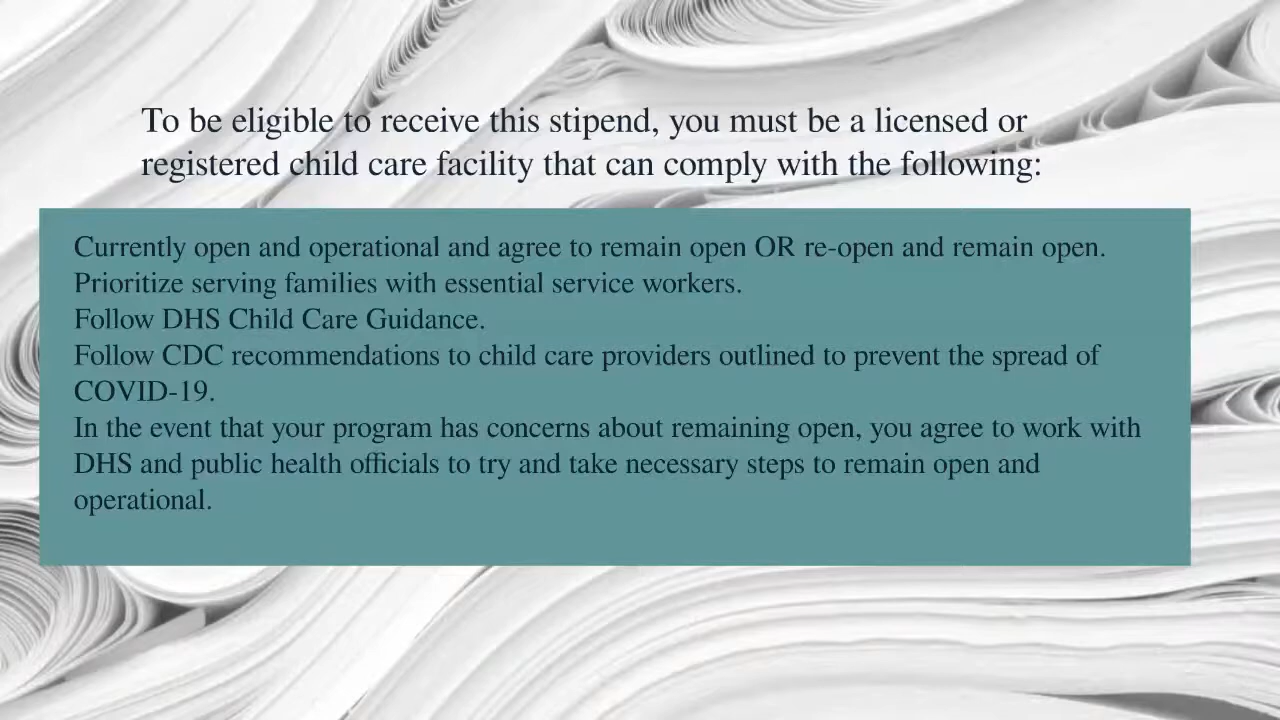 To be eligible to receive this stipend, you must be a licensed or
registered child care facility that can comply with the following:
Currently open and operational and agree to remain open OR re-open and remain open.
Prioritize serving families with essential service workers.
Follow DHS Child Care Guidance.
Follow CDC recommendations to child care providers outlined to prevent the spread of
COVID-19.
In the event that your program has concerns about remaining open, you agree to work with
DHS and public health officials to try and take necessary steps to remain open and
operational.